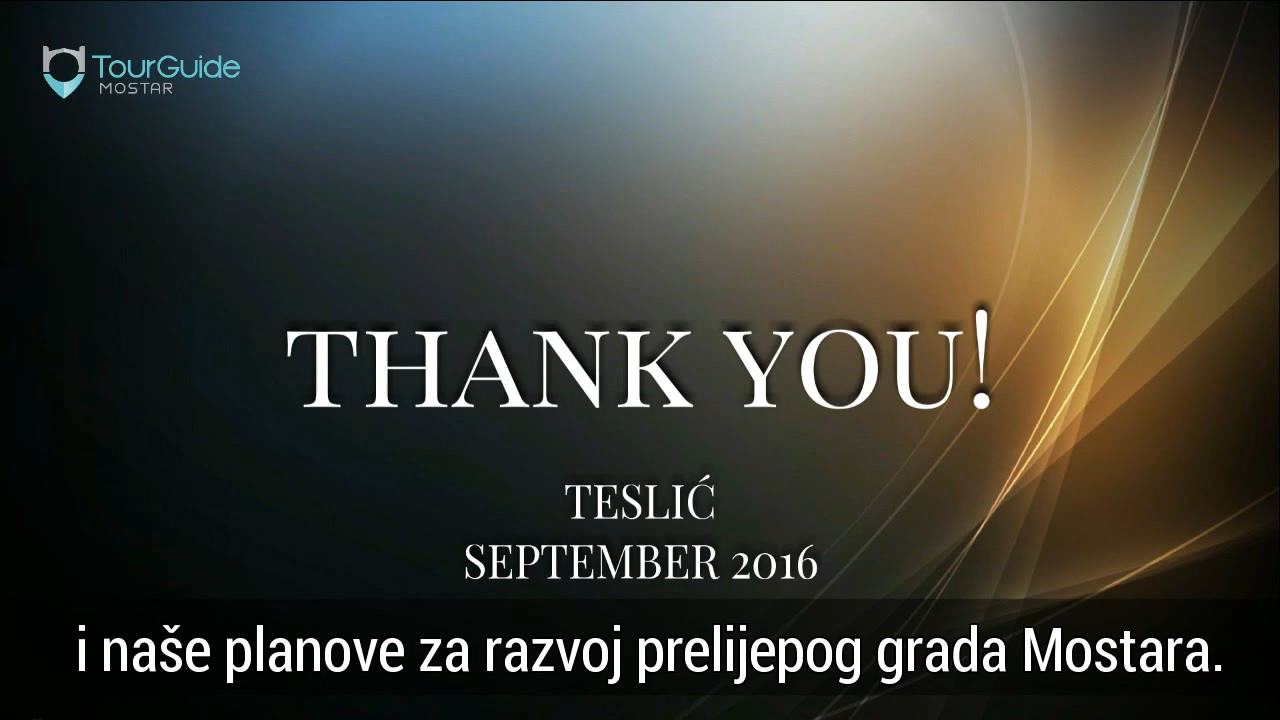 TourGuide
MOSTAR
THANK YOU!
TESLIĆ
SEPTEMBER 2016
i naše planove za razvoj prelijepog grada Mostara.